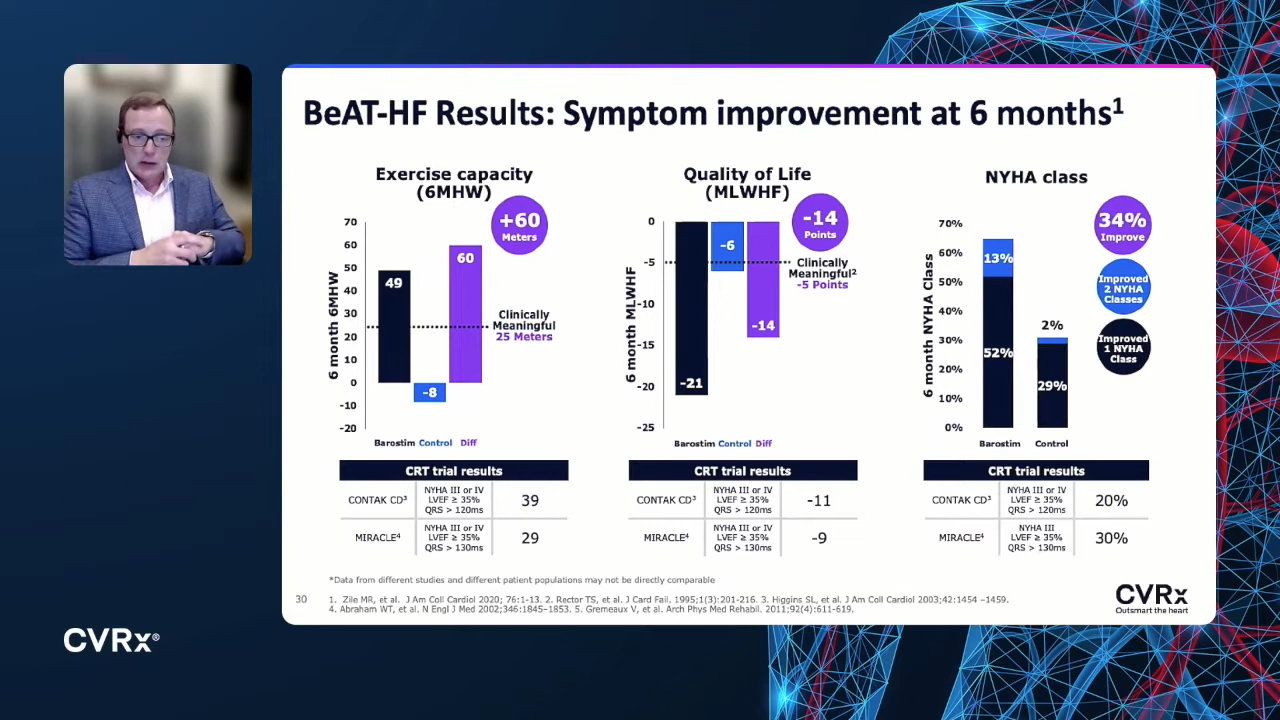 BeAT-HF Results: Symptom improvement at 6 months¹
Exercise capacity
(6MHW)
+60
Meters
6 month 6MHW
70
60
50
40
30
20
10
0
-10
-20
49
-8
60
Clinically
Meaningful
25 Meters
Barostim Control Diff
Quality of Life
(MLWHF)
-14
Points
6 month MLWHF
0
-5
-10
-15
-20
-25
-21
-6
-14
Clinically
Meaningful²
-5 Points
Barostim Control Diff
NYHA class
34%
Improve
Improved
2 NYHA
Classes
Improved
1 NYHA
Class
6 month NYHA Class
70%
60%
50%
40%
30%
20%
10%
0%
13%
52%
2%
29%
Barostim Control
CRT trial results
CONTAK CD³ NYHA III or IV LVEF ≥ 35% QRS > 120ms 39
MIRACLE⁴ NYHA III or IV LVEF ≥ 35% QRS > 130ms 29
CRT trial results
CONTAK CD³ NYHA III or IV LVEF ≥ 35% QRS > 120ms -11
MIRACLE⁴ NYHA III or IV LVEF ≥ 35% QRS > 130ms -9
CRT trial results
CONTAK CD³ NYHA III or IV LVEF ≥ 35% QRS > 120ms 20%
MIRACLE⁴ NYHA III LVEF ≥ 35% QRS > 130ms 30%
*Data from different studies and different patient populations may not be directly comparable
30
1. Zile MR, et al. J Am Coll Cardiol 2020; 76:1-13. 2. Rector TS, et al. J Card Fail. 1995;1(3):201-216. 3. Higgins SL, et al. J Am Coll Cardiol 2003;42:1454 –1459.
4. Abraham WT, et al. N Engl J Med 2002;346:1845–1853. 5. Gremeaux V, et al. Arch Phys Med Rehabil. 2011;92(4):611-619.
CVRx
Outsmart the heart
CVRx®